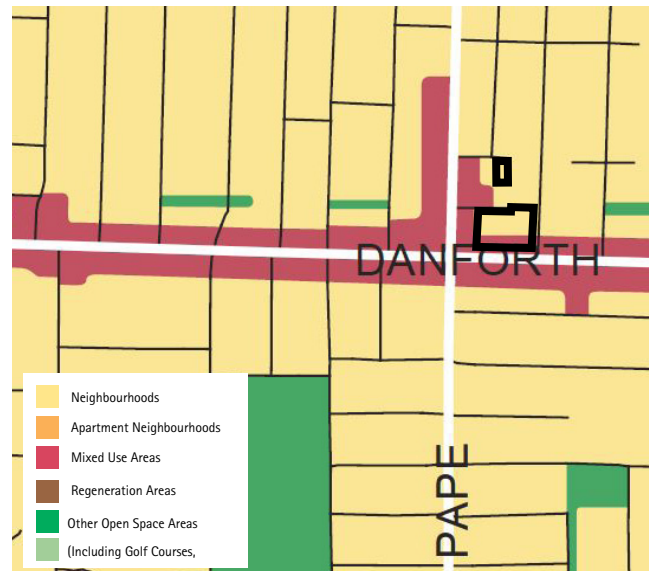 DANFORTH
PAPE
Neighbourhoods
Apartment Neighbourhoods
Mixed Use Areas
Regeneration Areas
Other Open Space Areas
(Including Golf Courses,